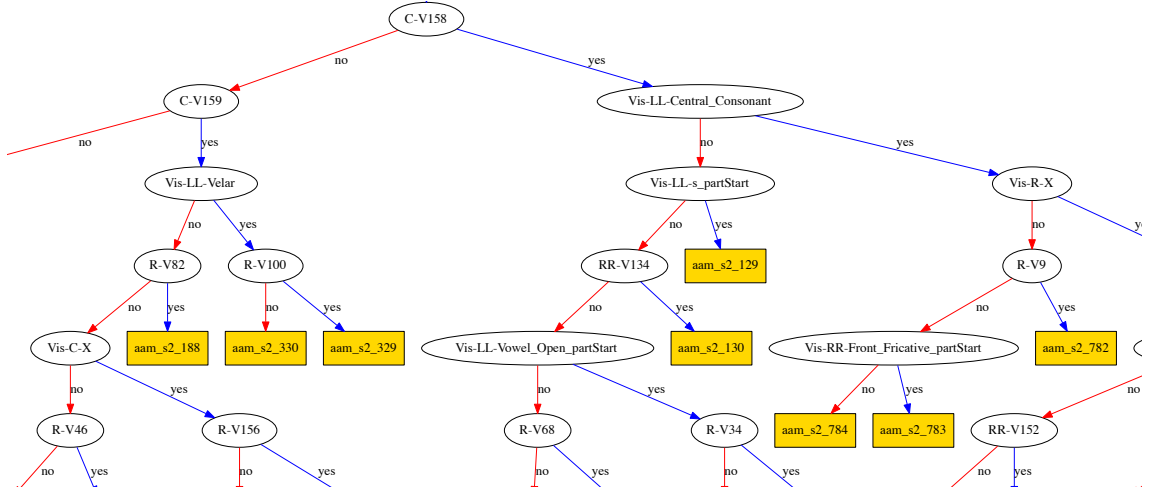 C-V158
no
yes
C-V159
Vis-LL-Central_Consonant
no
yes
no
yes
Vis-LL-Velar
Vis-LL-s_partStart
Vis-R-X
no
yes
no
yes
no
R-V82
R-V100
RR-V134
aam_s2_129
R-V9
no
yes
no
yes
no
yes
no
yes
Vis-C-X
aam_s2_188
aam_s2_330
aam_s2_329
Vis-LL-Vowel_Open_partStart
aam_s2_130
Vis-RR-Front_Fricative_partStart
aam_s2_782
no
yes
no
yes
no
yes
no
R-V46
R-V156
R-V68
R-V34
aam_s2_784
aam_s2_783
RR-V152
no
yes
no
yes
no
yes
no
yes
no
yes